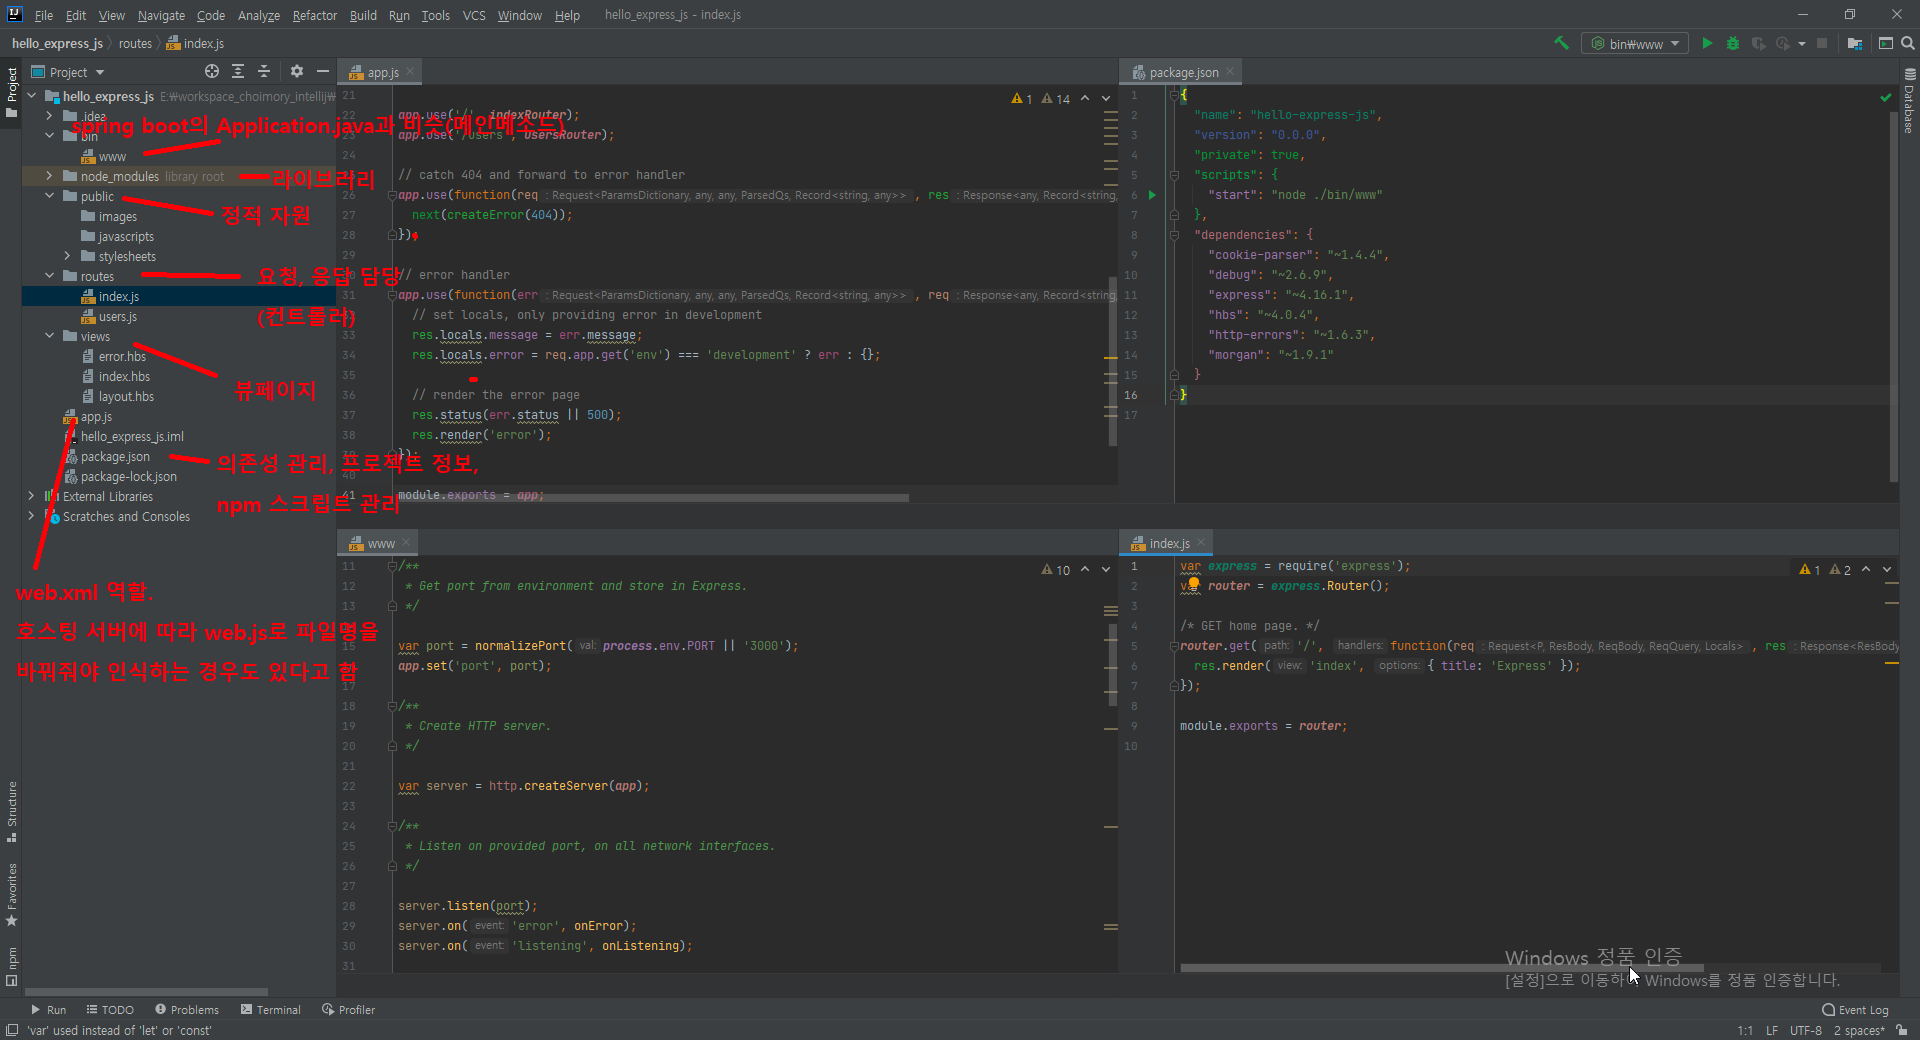 File Edit View Navigate Code Analyze Refactor Build Run Tools VCS Window Help hello_express_js - index.js
hello_express_js routes index.js
bin₩www
Project
Project
hello_express_js E:₩workspace_choimory_intellij₩
.idea
spring boot의 Application.java과 비슷(메인메소드)
bin
www
node_modules library root
라이브러리
public
정적 자원
images
javascripts
stylesheets
routes
요청, 응답 담당
index.js
(컨트롤러)
users.js
views
error.hbs
index.hbs
뷰페이지
layout.hbs
app.js
hello_express_js.iml
package.json
의존성 관리, 프로젝트 정보,
package-lock.json
External Libraries
npm 스크립트 관리
Scratches and Consoles
web.xml 역할.
호스팅 서버에 따라 web.js로 파일명을
바꿔줘야 인식하는 경우도 있다고 함
Structure
Favorites
npm
app.js
1 14
21
app.use('/', indexRouter);
app.use('/users', usersRouter);
24
// catch 404 and forward to error handler
26 app.use(function(req : Request<ParamsDictionary, any, any, ParsedQs, Record<string, any>> , res : Response<any, Record<string,
27 next(createError(404));
28 });
29
// error handler
31 app.use(function(err : Request<ParamsDictionary, any, any, ParsedQs, Record<string, any>> , req : Response<any, Record<string,
// set locals, only providing error in development
33 res.locals.message = err.message;
34 res.locals.error = req.app.get('env') === 'development' ? err : {};
35
36 // render the error page
37 res.status(err.status || 500);
38 res.render('error');
});
40
41 module.exports = app;
package.json
1 {
2 "name": "hello-express-js",
3 "version": "0.0.0",
4 "private": true,
5 "scripts": {
6 "start": "node ./bin/www"
7 },
8 "dependencies": {
9 "cookie-parser": "~1.4.4",
10 "debug": "~2.6.9",
11 "express": "~4.16.1",
12 "hbs": "~4.0.4",
13 "http-errors": "~1.6.3",
14 "morgan": "~1.9.1"
15 }
16 }
17
Database
www
10
11 /**
12 * Get port from environment and store in Express.
13 */
15 var port = normalizePort( val: process.env.PORT || '3000');
app.set('port', port);
17
18 /**
19 * Create HTTP server.
20 */
21
22 var server = http.createServer(app);
23
24 /**
25 * Listen on provided port, on all network interfaces.
26 */
27
28 server.listen(port);
29 server.on( event: 'error', onError);
30 server.on( event: 'listening', onListening);
31
index.js
1 2
1 var express = require('express');
2 var router = express.Router();
3
4 /* GET home page. */
5 router.get( path: '/', handlers: function(req : Request<P, ResBody, ReqBody, ReqQuery, Locals> , res : Response<ResBody
6 res.render( view: 'index', options: { title: 'Express' });
7 });
8
9 module.exports = router;
10
Windows 정품 인증
[설정]으로 이동하여 Windows를 정품 인증합니다.
Run TODO Problems Terminal Profiler Event Log
'var' used instead of 'let' or 'const' 1:1 LF UTF-8 2 spaces*